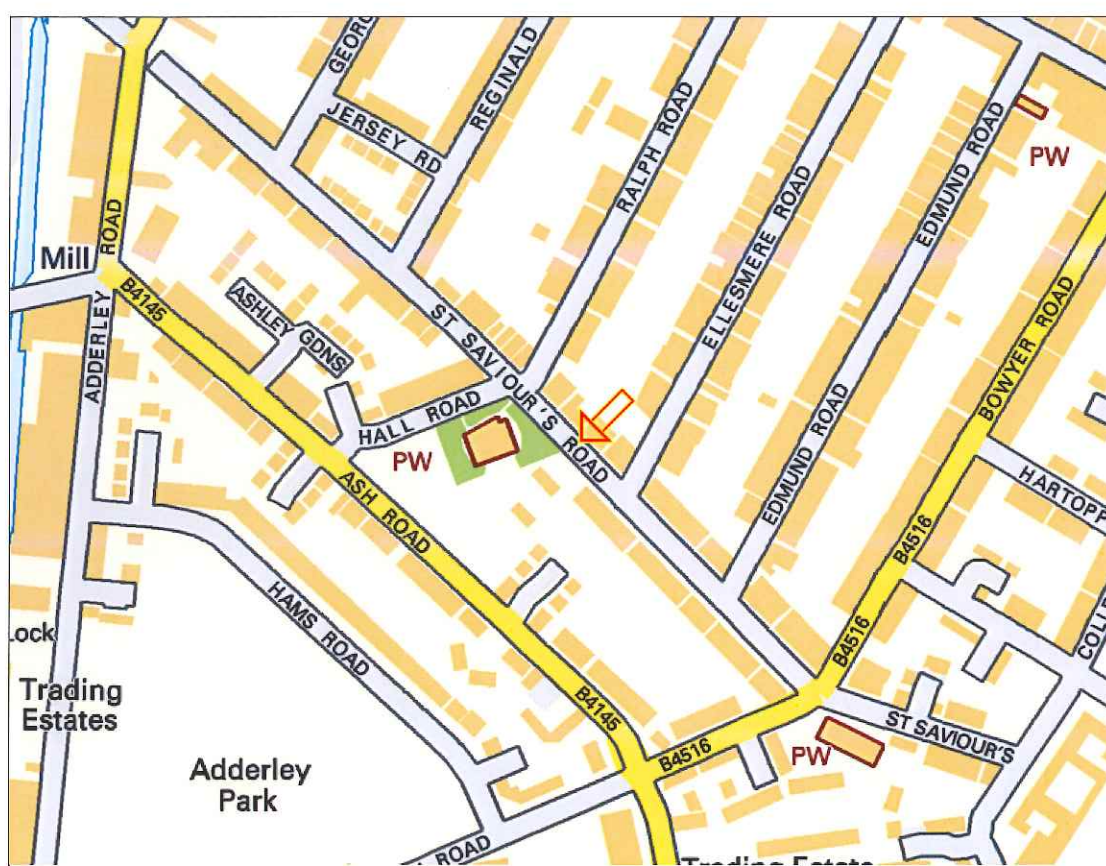 GEORG
REGINALD
JERSEY RD
RALPH ROAD
EDMUND ROAD
PW
ELLESMERE ROAD
Mill
ROAD
B4145
ASHLEY GDNS
ST SAVIOUR'S ROAD
ADDERLEY
BOWYER ROAD
HALL ROAD
PW
ASH ROAD
EDMUND ROAD
HARTOPP
B4516
HAMS ROAD
Lock
COLLE
B4516
Trading
Estates
B4145
B4516
ST SAVIOUR'S
PW
Adderley
Park
ROAD
Trading Estate